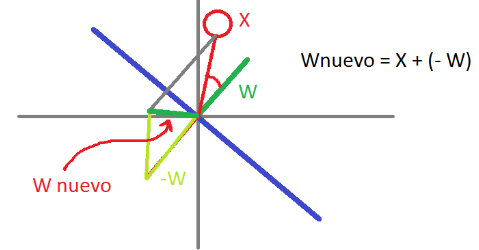 X
Wnuevo = X + (- W)
W
W nuevo
-W